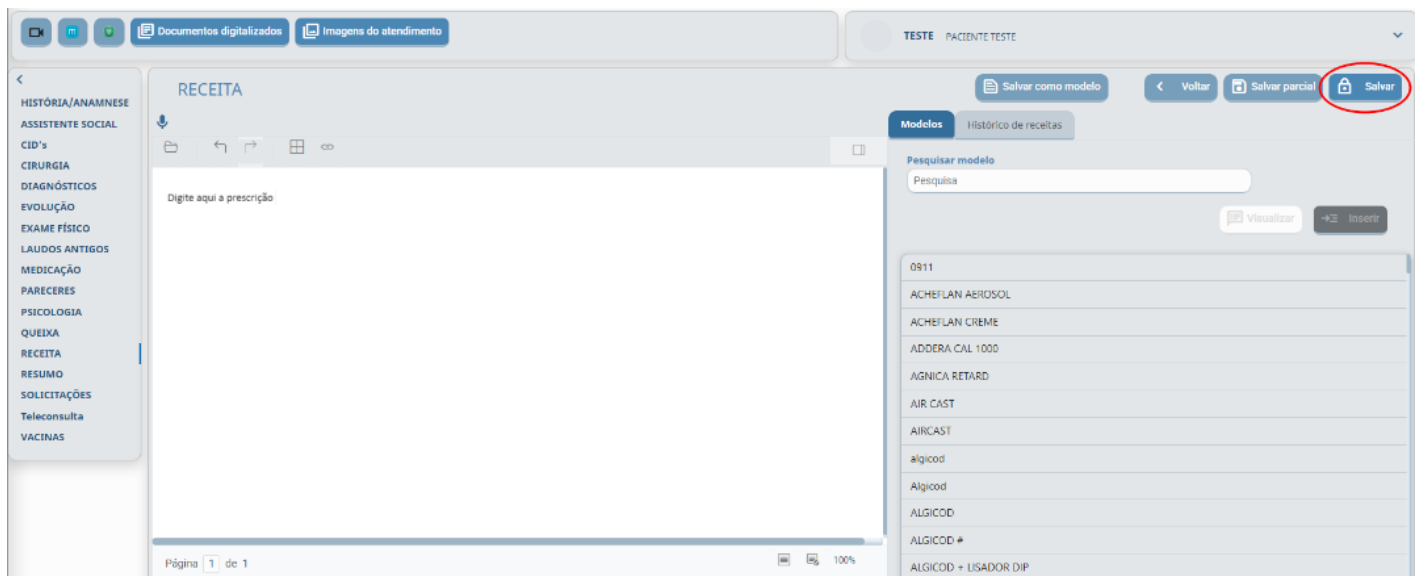 Documentos digitalizados
Imagens do atendimento
TESTE PACIENTE TESTE
HISTÓRIA/ANAMNESE
ASSISTENTE SOCIAL
CID's
CIRURGIA
DIAGNÓSTICOS
EVOLUÇÃO
EXAME FÍSICO
LAUDOS ANTIGOS
MEDICAÇÃO
PARECERES
PSICOLOGIA
QUEIXA
RECEITA
RESUMO
SOLICITAÇÕES
Teleconsulta
VACINAS
RECEITA
Salvar como modelo
Voltar
Salvar parcial
Salvar
Digite aqui a prescrição
Página 1 de 1
100%
Modelos
Histórico de receitas
Pesquisar modelo
Pesquisa
Visualizar
Inserir
0911
ACHEFLAN AEROSOL
ACHEFLAN CREME
ADDERA CAL 1000
AGNICA RETARD
AIR CAST
AIRCAST
algicod
Algicod
ALGICOD
ALGICOD #
ALGICOD + LISADOR DIP